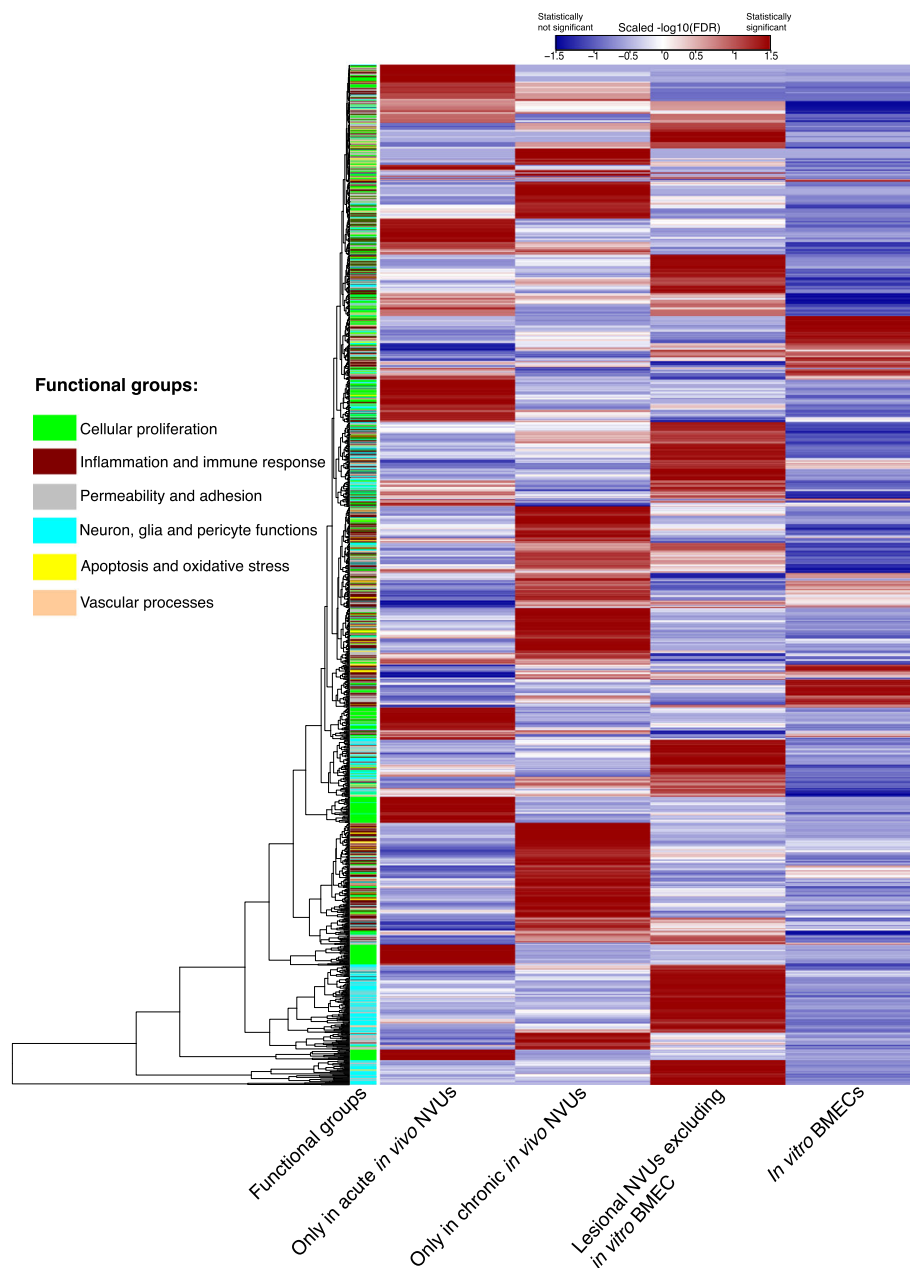 Statistically
not significant
Scaled -log10(FDR)
Statistically
significant
-1.5 -1 -0.5 0 0.5 1 1.5
Functional groups:
Cellular proliferation
Inflammation and immune response
Permeability and adhesion
Neuron, glia and pericyte functions
Apoptosis and oxidative stress
Vascular processes
Functional groups
Only in acute in vivo NVUs
Only in chronic in vivo NVUs
Lesional NVUs excluding
in vitro BMEC
In vitro BMECs